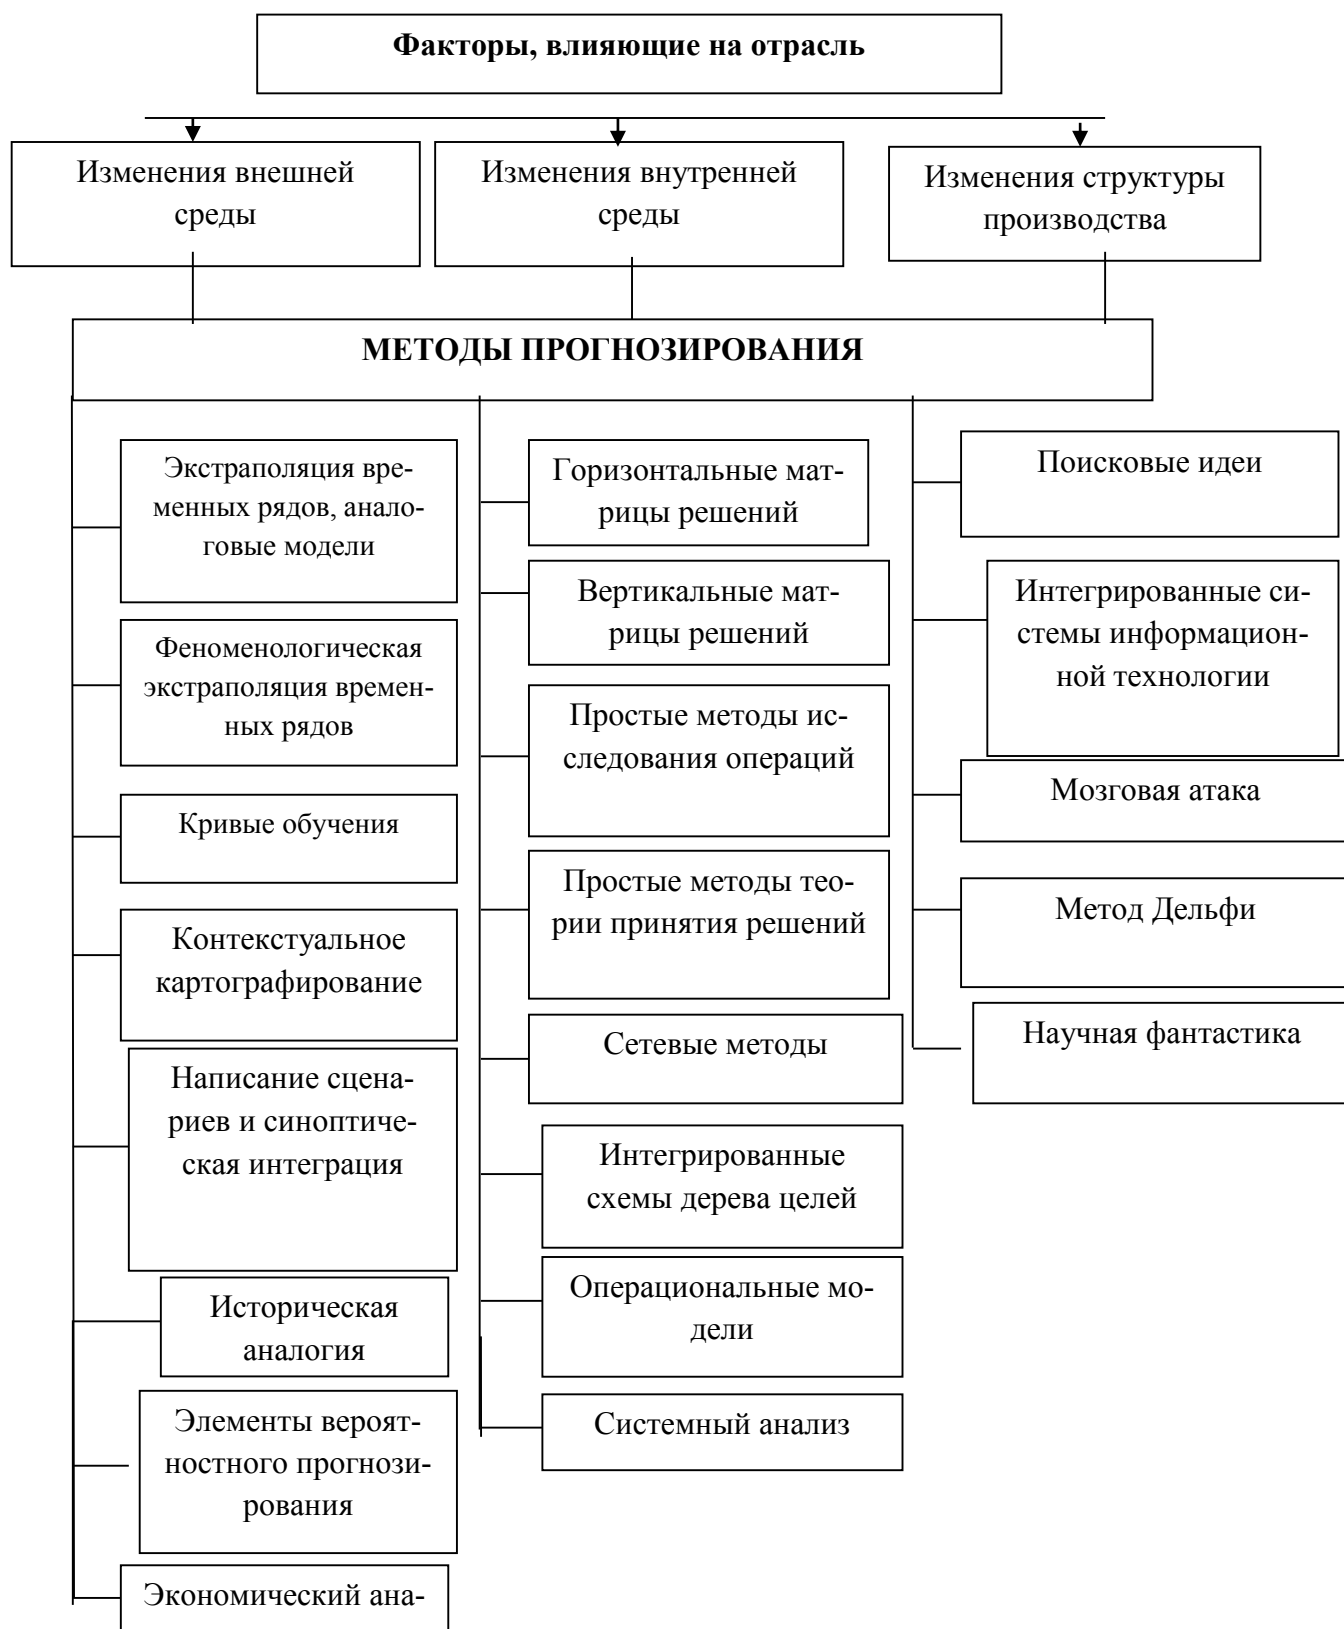 Факторы, влияющие на отрасль
Изменения внешней
среды
Изменения внутренней
среды
Изменения структуры
производства
МЕТОДЫ ПРОГНОЗИРОВАНИЯ
Экстраполяция вре-
менных рядов, анало-
говые модели
Феноменологическая
экстраполяция времен-
ных рядов
Кривые обучения
Контекстуальное
картографирование
Написание сцена-
риев и синоптиче-
ская интеграция
Историческая
аналогия
Элементы вероят-
ностного прогнози-
рования
Экономический ана-
Горизонтальные мат-
рицы решений
Вертикальные мат-
рицы решений
Простые методы ис-
следования операций
Простые методы тео-
рии принятия решений
Сетевые методы
Интегрированные
схемы дерева целей
Операциональные мо-
дели
Системный анализ
Поисковые идеи
Интегрированные си-
стемы информацион-
ной технологии
Мозговая атака
Метод Дельфи
Научная фантастика